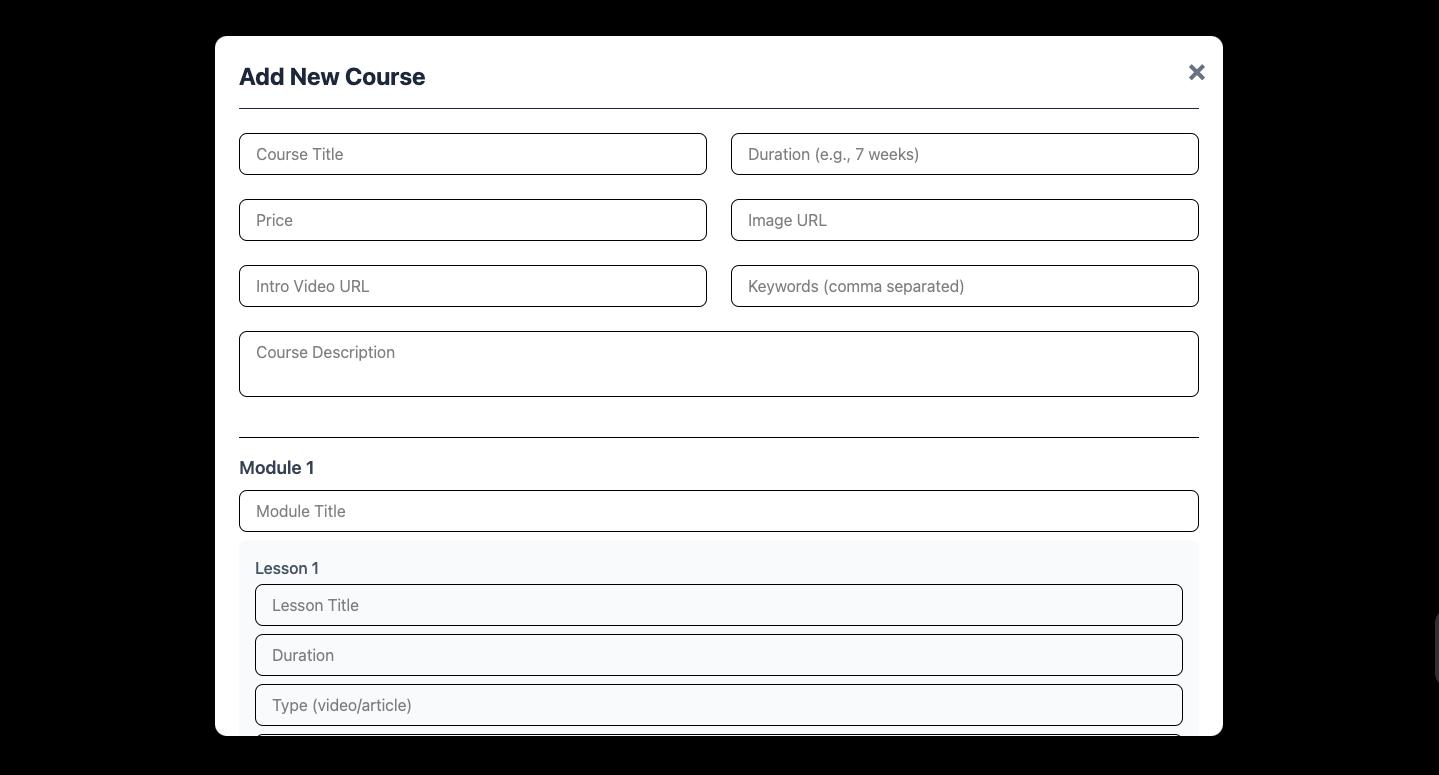 Add New Course
Course Title
Duration (e.g., 7 weeks)
Price
Image URL
Intro Video URL
Keywords (comma separated)
Course Description
Module 1
Module Title
Lesson 1
Lesson Title
Duration
Type (video/article)